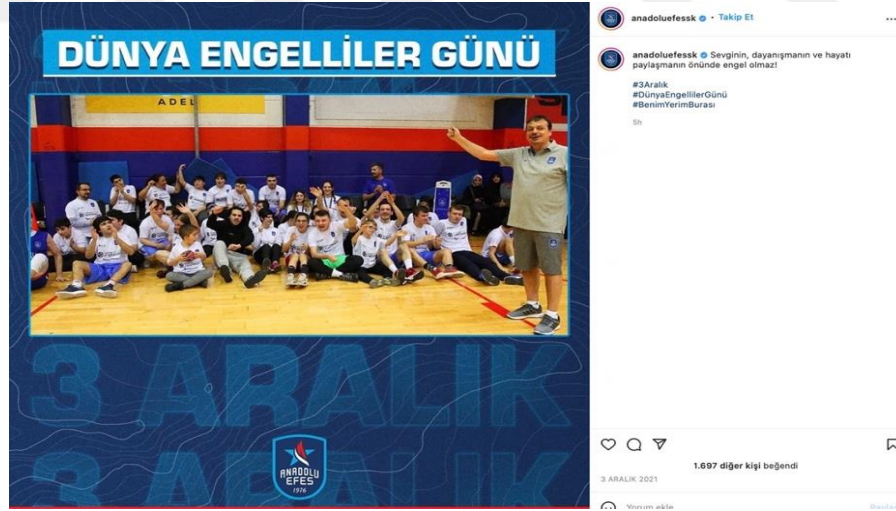 DÜNYA ENGELLİLER GÜNÜ
ADEL
3 ARALIK
3 ARALIK
ANADOLU
EFES
1976
anadoluefessk • Takip Et
anadoluefessk Sevginin, dayanışmanın ve hayatı
paylaşmanın önünde engel olmaz!
#3Aralık
#DünyaEngellilerGünü
#BenimYerimBurası
5h
1.697 diğer kişi beğendi
3 ARALIK 2021
Yorum ekle